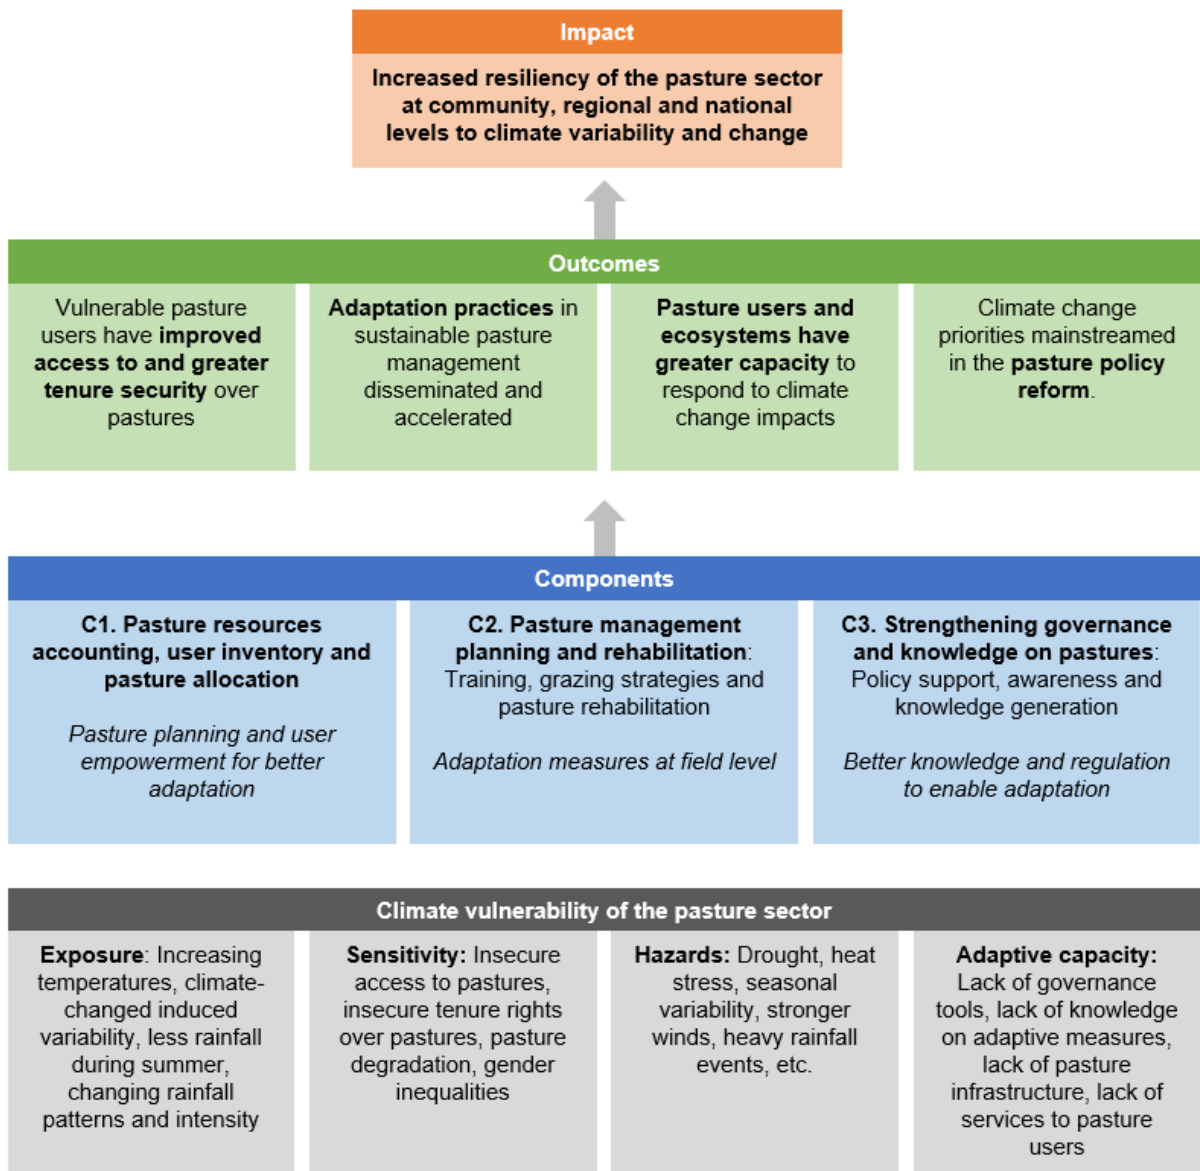 Impact
Increased resiliency of the pasture sector
at community, regional and national
levels to climate variability and change
Outcomes
Vulnerable pasture
users have improved
access to and greater
tenure security over
pastures
Adaptation practices in
sustainable pasture
management
disseminated and
accelerated
Pasture users and
ecosystems have
greater capacity to
respond to climate
change impacts
Climate change
priorities mainstreamed
in the pasture policy
reform.
Components
C1. Pasture resources
accounting, user inventory and
pasture allocation
Pasture planning and user
empowerment for better
adaptation
C2. Pasture management
planning and rehabilitation:
Training, grazing strategies and
pasture rehabilitation
Adaptation measures at field level
C3. Strengthening governance
and knowledge on pastures:
Policy support, awareness and
knowledge generation
Better knowledge and regulation
to enable adaptation
Climate vulnerability of the pasture sector
Exposure: Increasing
temperatures, climate-
changed induced
variability, less rainfall
during summer,
changing rainfall
patterns and intensity
Sensitivity: Insecure
access to pastures,
insecure tenure rights
over pastures, pasture
degradation, gender
inequalities
Hazards: Drought, heat
stress, seasonal
variability, stronger
winds, heavy rainfall
events, etc.
Adaptive capacity:
Lack of governance
tools, lack of knowledge
on adaptive measures,
lack of pasture
infrastructure, lack of
services to pasture
users